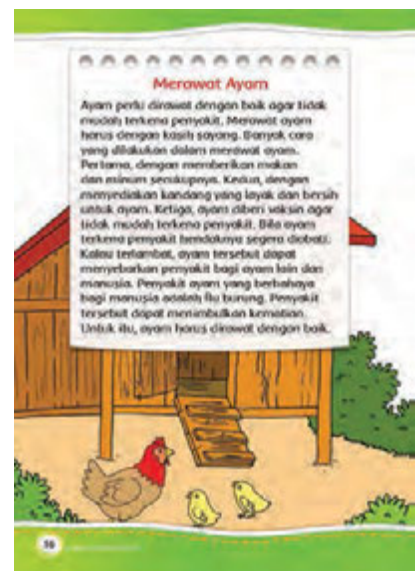 Merawat Ayam
Ayam perlu dirawat dengan baik agar tidak
mudah terkena penyakit. Merawat ayam
harus dengan kasih sayang. Banyak cara
yang dilakukan dalam merawat ayam.
Pertama, dengan memberikan makan
dan minum secukupnya. Kedua, dengan
menyediakan kandang yang layak dan bersih
untuk ayam. Ketiga, ayam diberi vaksin agar
tidak mudah terkena penyakit. Bila ayam
terkena penyakit hendaknya segera diobati.
Kalau terlambat, ayam tersebut dapat
menyebarkan penyakit bagi ayam lain dan
manusia. Penyakit ayam yang berbahaya
bagi manusia adalah flu burung. Penyakit
tersebut dapat menimbulkan kematian.
Untuk itu, ayam harus dirawat dengan baik.